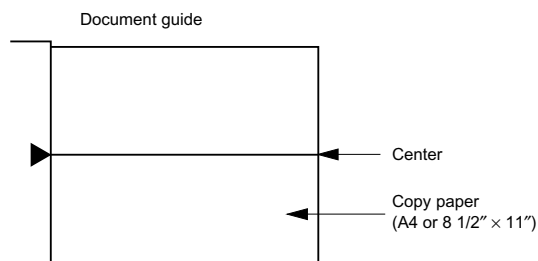 Document guide
Center
Copy paper
(A4 or 8 1/2″ × 11″)